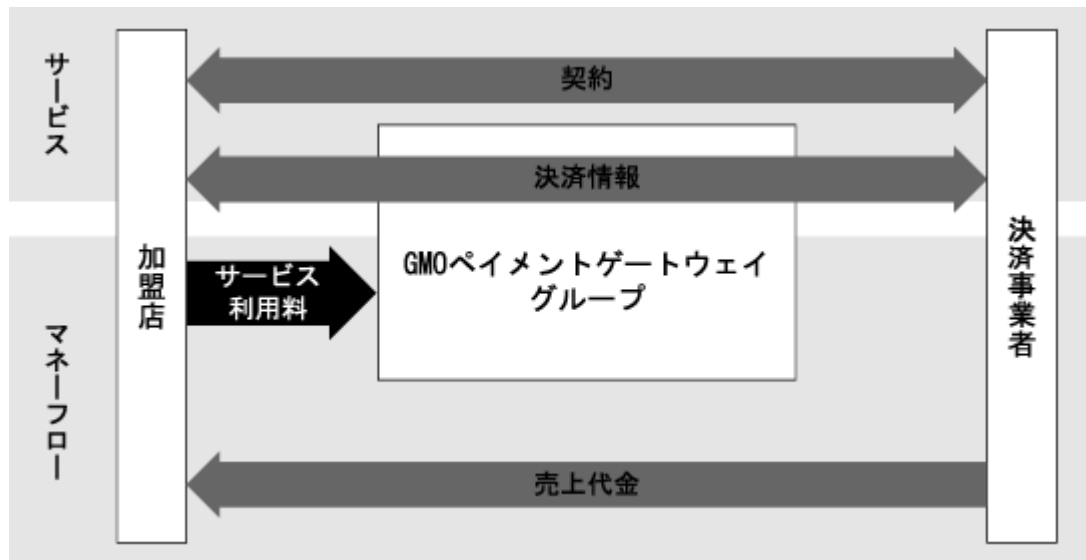 サービス
契約
決済情報
加盟店
サービス
利用料
GMOペイメントゲートウェイ
グループ
決済事業者
マネーフロー
売上代金